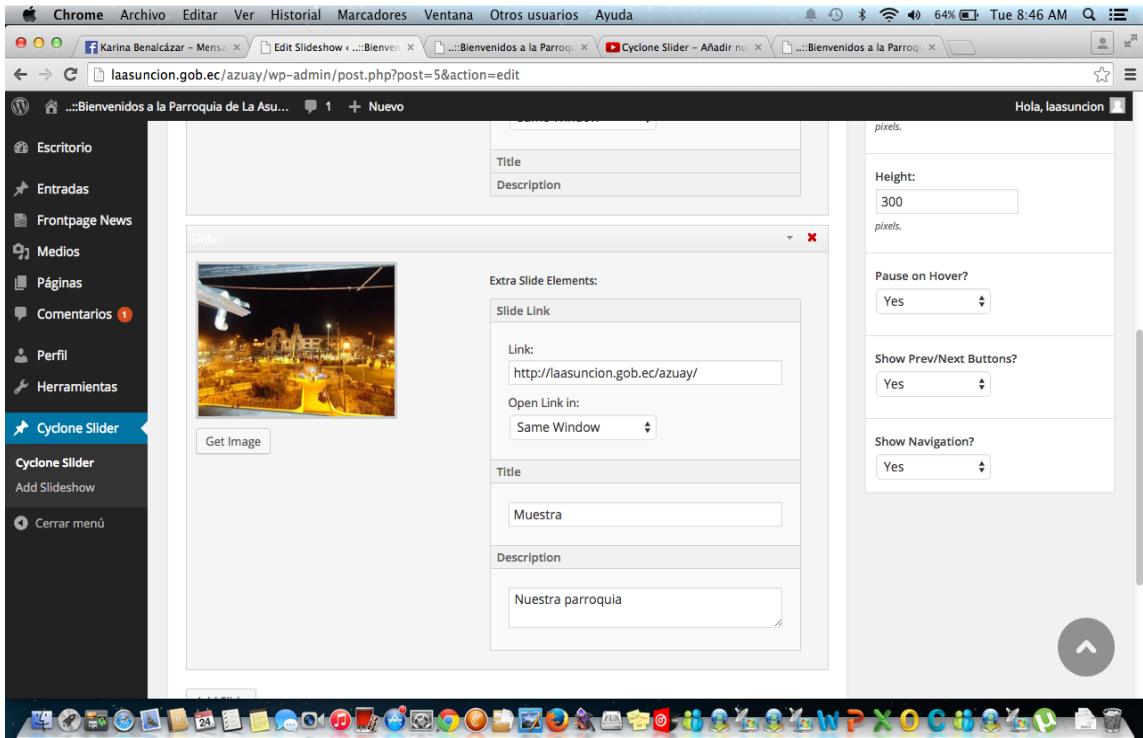 Chrome Archivo Editar Ver Historial Marcadores Ventana Otros usuarios Ayuda 64% Tue 8:46 AM
Karina Benalcázar – Mensa × Edit Slideshow ‹ ..::Bienven × ..::Bienvenidos a la Parroqu × Cyclone Slider – Añadir nu × ..::Bienvenidos a la Parroq ×
laasuncion.gob.ec/azuay/wp-admin/post.php?post=5&action=edit
..::Bienvenidos a la Parroquia de La Asu... 1 + Nuevo Hola, laasuncion
Escritorio
Entradas
Frontpage News
Medios
Páginas
Comentarios 1
Perfil
Herramientas
Cyclone Slider
Cyclone Slider
Add Slideshow
Cerrar menú
Title
Description
Slide
Get Image
Extra Slide Elements:
Slide Link
Link:
http://laasuncion.gob.ec/azuay/
Open Link in:
Same Window
Title
Muestra
Description
Nuestra parroquia
pixels.
Height:
300
pixels.
Pause on Hover?
Yes
Show Prev/Next Buttons?
Yes
Show Navigation?
Yes